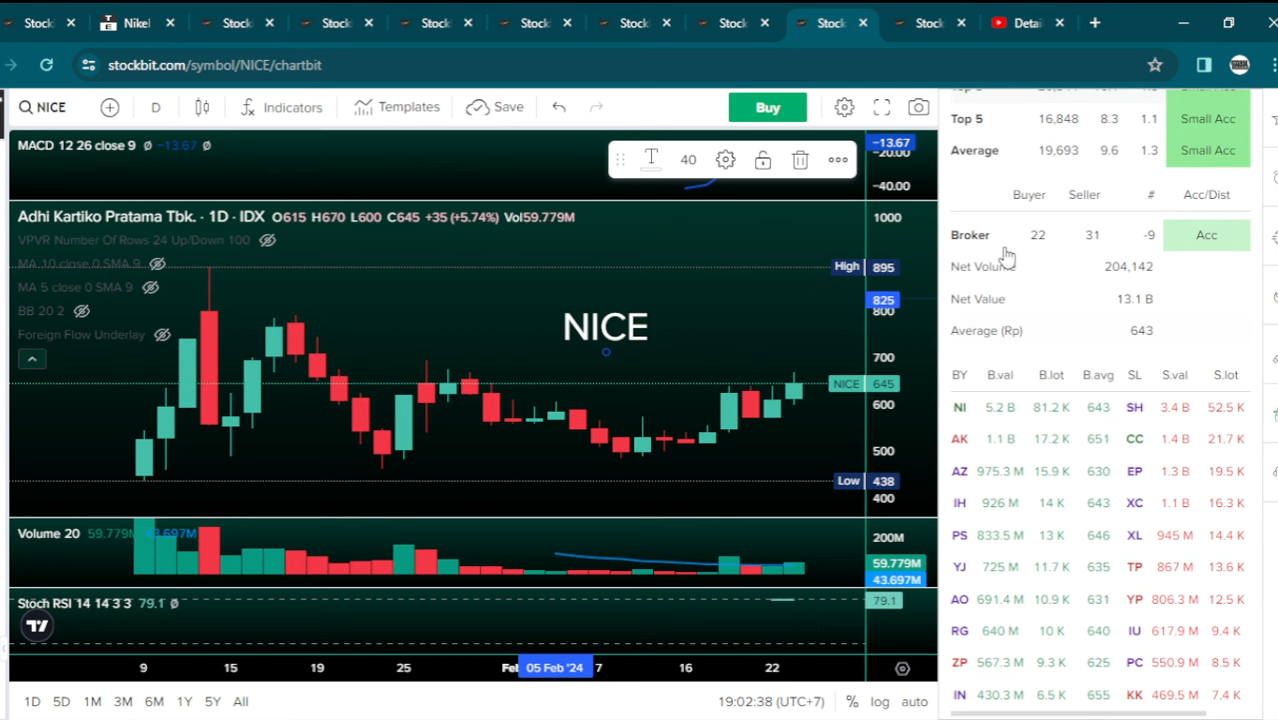 Stock Nikel Stockb Stockb Stockb Stockb Stockb Stockb Stockb Stockb Detai
stockbit.com/symbol/NICE/chartbit
NICE D Indicators Templates Save Buy
MACD 12 26 close 9 Ø −13.67 Ø
−13.67
−20.00
−40.00
T 40
Adhi Kartiko Pratama Tbk. · 1D · IDX O615 H670 L600 C645 +35 (+5.74%) Vol59.779M
VPVR Number Of Rows 24 Up/Down 100
MA 10 close 0 SMA 9
MA 5 close 0 SMA 9
BB 20 2
Foreign Flow Underlay
NICE
1000
High 895
825
800
700
NICE 645
600
500
Low 438
400
Volume 20 59.779M 43.697M
200M
59.779M
43.697M
Stoch RSI 14 14 3 3 79.1 Ø
79.1
9 15 19 25 Feb 05 Feb '24 7 16 22
1D 5D 1M 3M 6M 1Y 5Y All 19:02:38 (UTC+7) % log auto
Top 5 16,848 8.3 1.1 Small Acc
Average 19,693 9.6 1.3 Small Acc
Buyer Seller # Acc/Dist
Broker 22 31 -9 Acc
Net Volume 204,142
Net Value 13.1 B
Average (Rp) 643
BY B.val B.lot B.avg SL S.val S.lot
NI 5.2 B 81.2 K 643 SH 3.4 B 52.5 K
AK 1.1 B 17.2 K 651 CC 1.4 B 21.7 K
AZ 975.3 M 15.9 K 630 EP 1.3 B 19.5 K
IH 926 M 14 K 643 XC 1.1 B 16.3 K
PS 833.5 M 13 K 646 XL 945 M 14.4 K
YJ 725 M 11.7 K 635 TP 867 M 13.6 K
AO 691.4 M 10.9 K 631 YP 806.3 M 12.5 K
RG 640 M 10 K 640 IU 617.9 M 9.4 K
ZP 567.3 M 9.3 K 625 PC 550.9 M 8.5 K
IN 430.3 M 6.5 K 655 KK 469.5 M 7.4 K